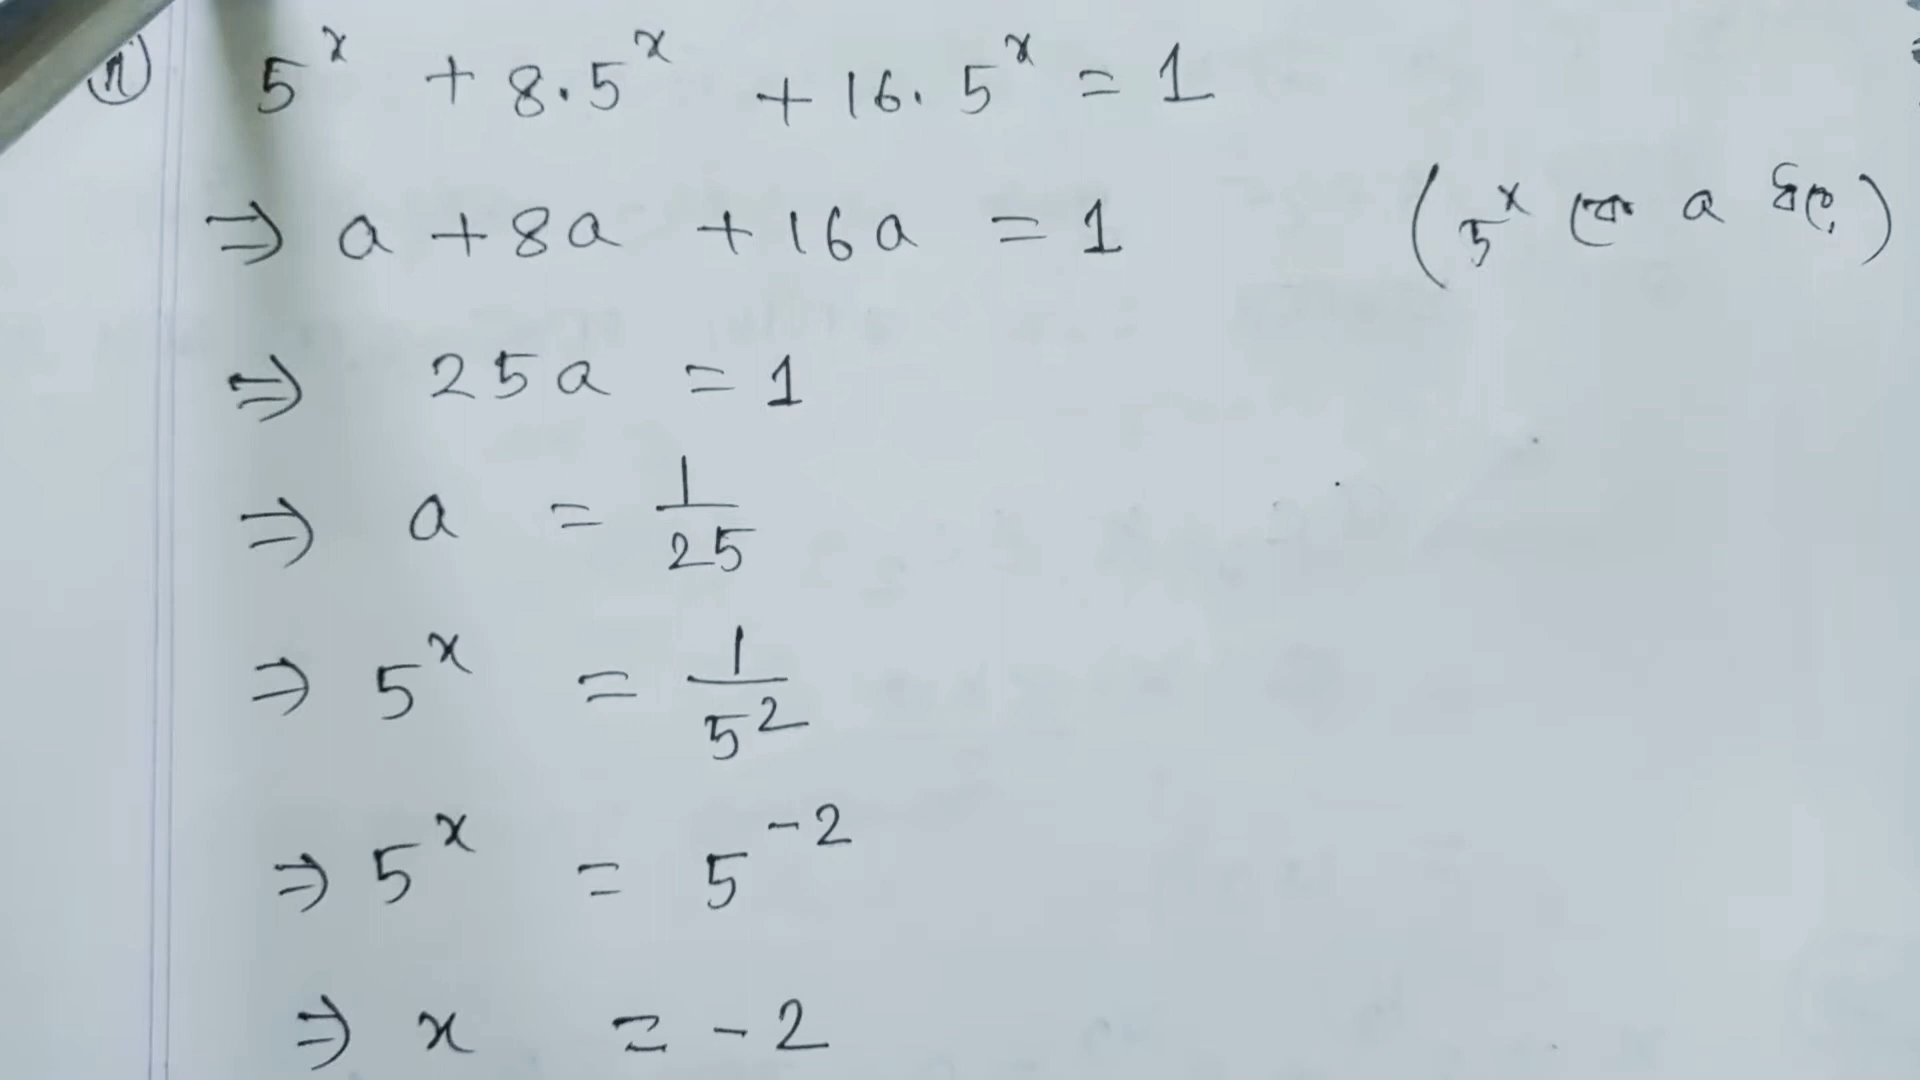 5^x + 8.5^x + 16.5^x = 1
⇒ a + 8a + 16a = 1 (5^x কে a ধরে)
⇒ 25a = 1
⇒ a = 1/25
⇒ 5^x = 1/5^2
⇒ 5^x = 5^-2
⇒ x = -2